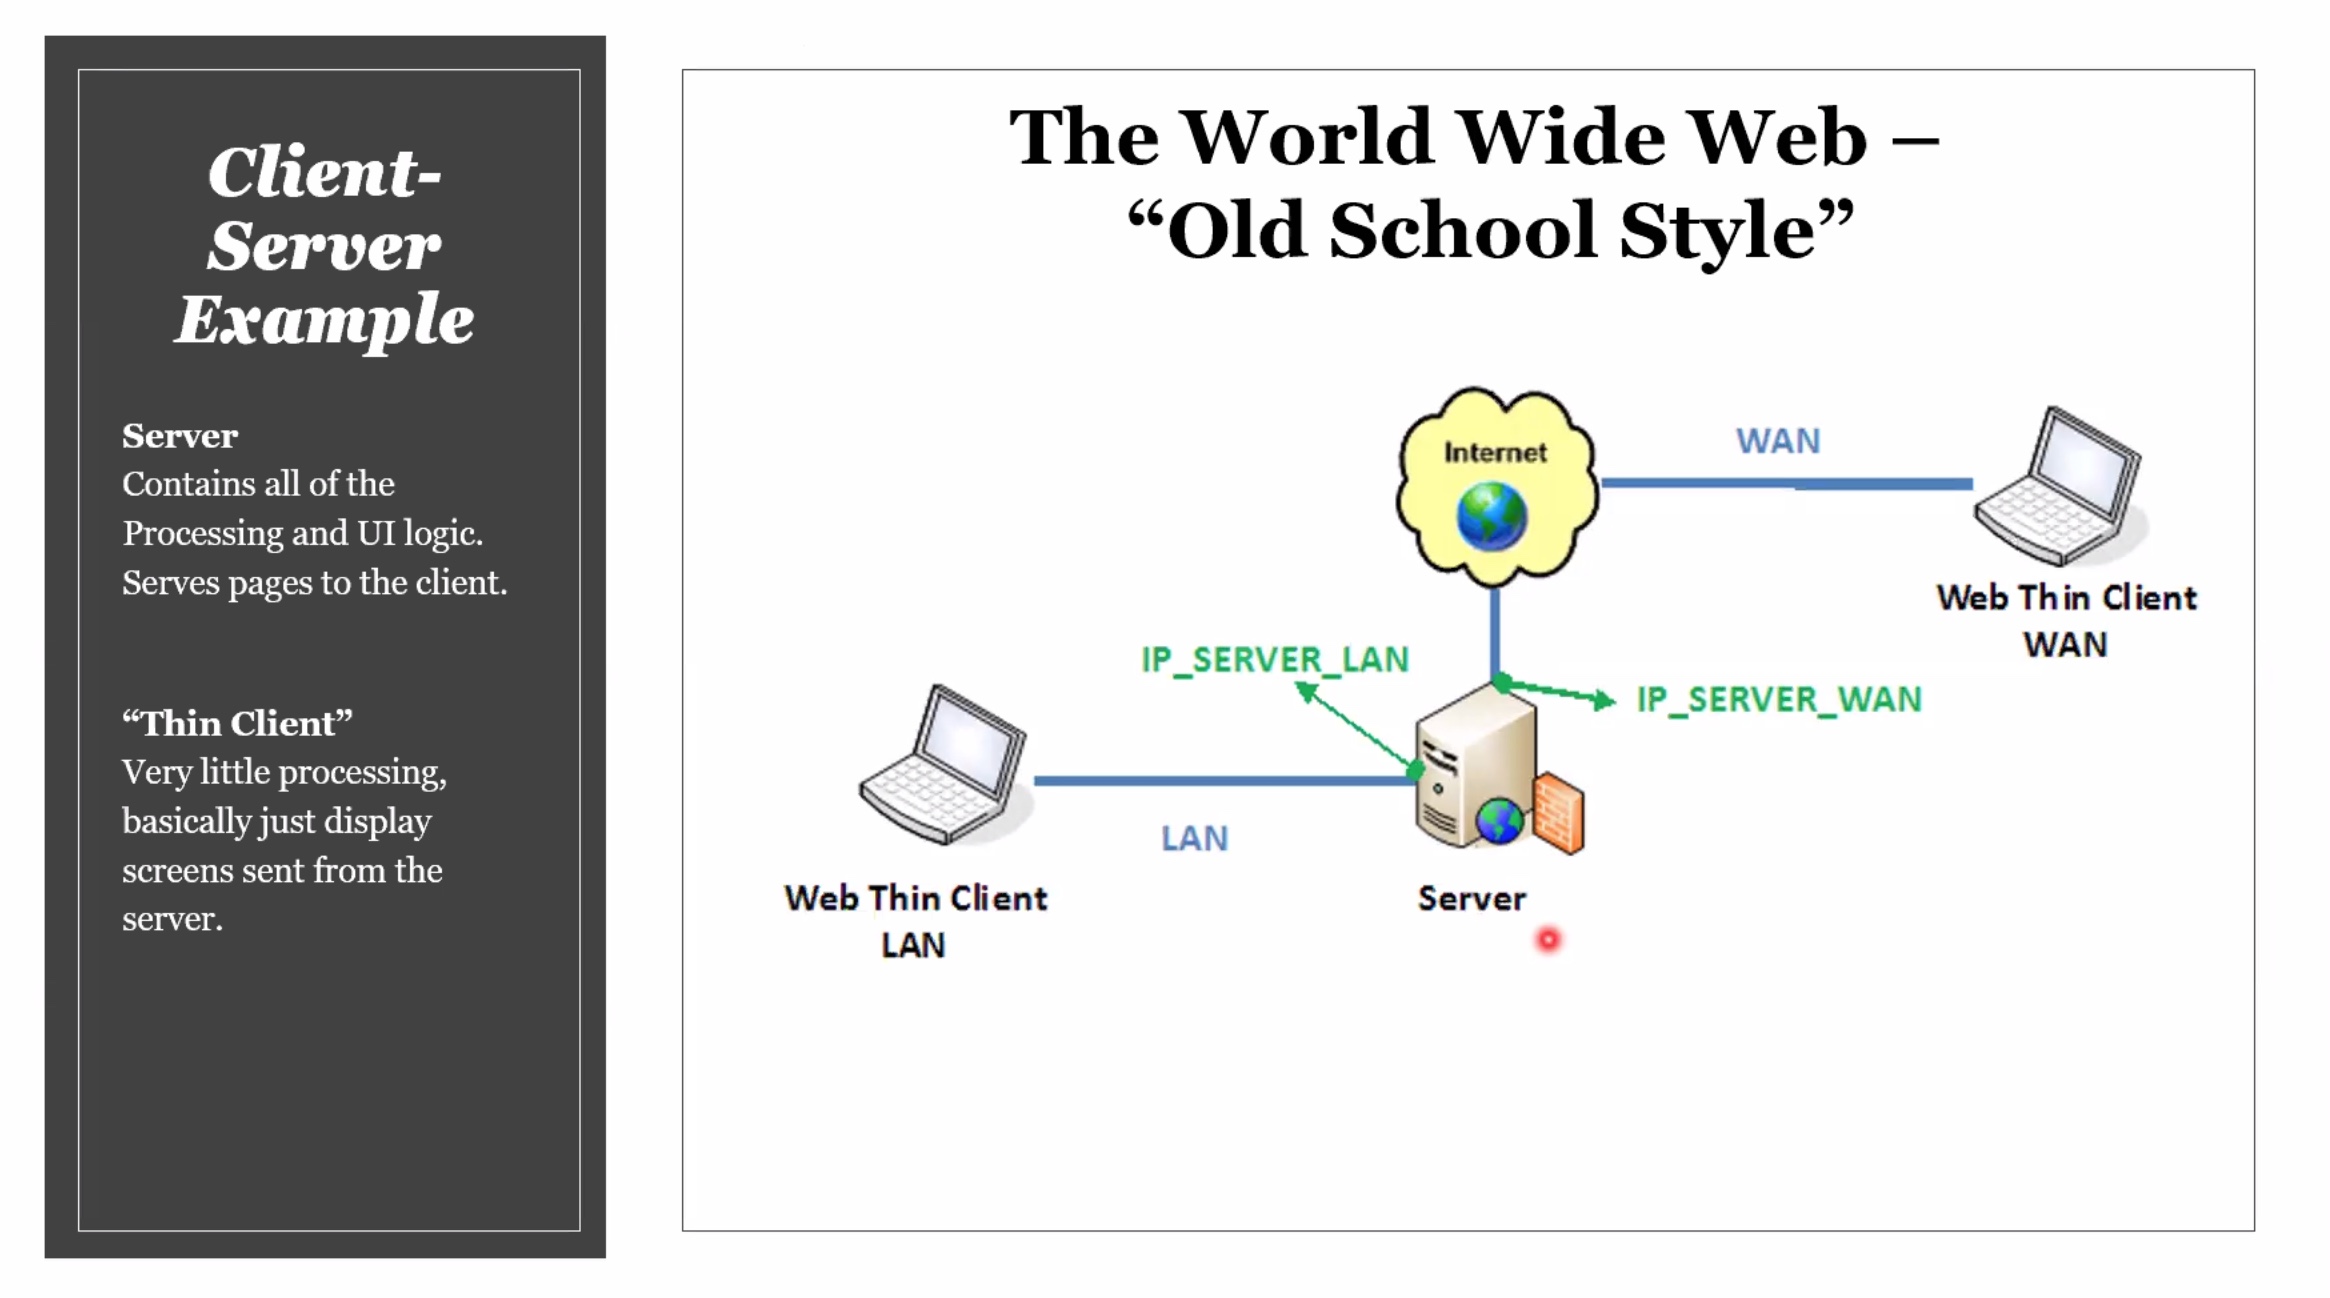 Client-
Server
Example
Server
Contains all of the
Processing and UI logic.
Serves pages to the client.
“Thin Client”
Very little processing,
basically just display
screens sent from the
server.
The World Wide Web –
“Old School Style”
Internet
WAN
Web Thin Client
WAN
IP_SERVER_LAN
IP_SERVER_WAN
LAN
Web Thin Client
LAN
Server